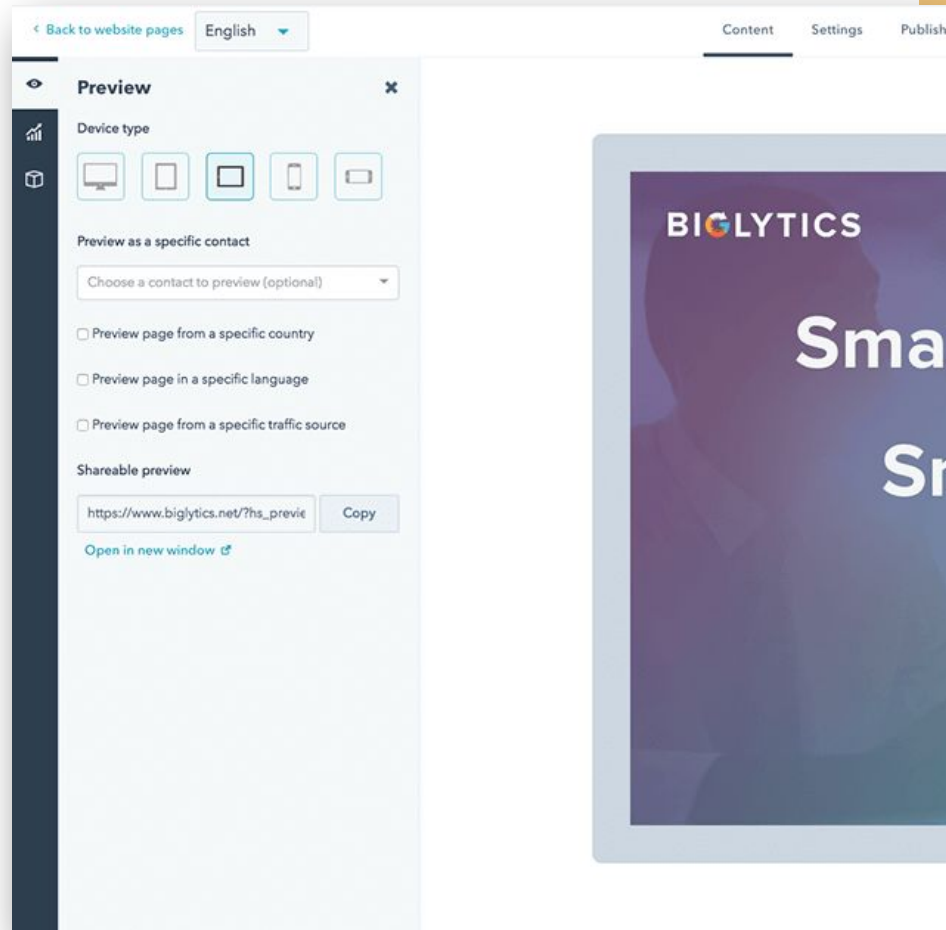 Back to website pages
English
Content
Settings
Publish
Preview
Device type
Preview as a specific contact
Choose a contact to preview (optional)
Preview page from a specific country
Preview page in a specific language
Preview page from a specific traffic source
Shareable preview
https://www.biglytics.net/?hs_previe
Copy
Open in new window
BIGLYTICS
Sma
Sm